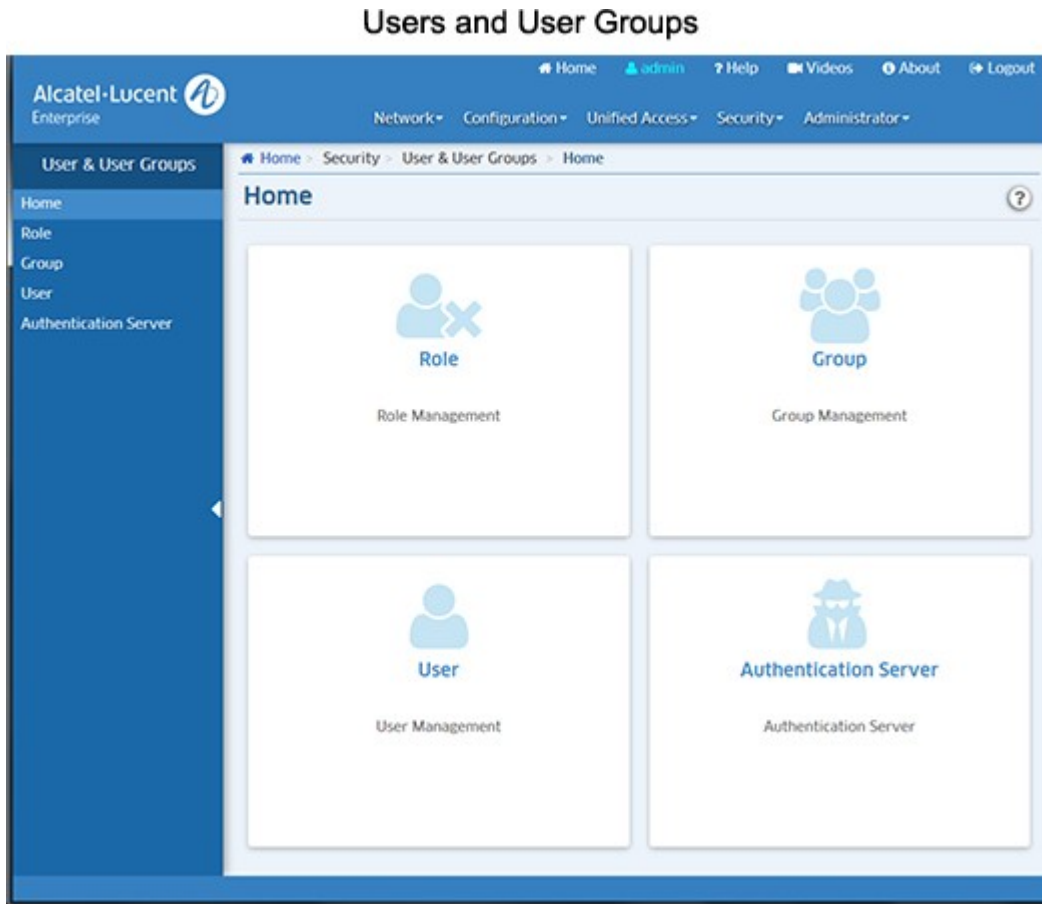 Users and User Groups
Home admin ? Help Videos About Logout
Alcatel·Lucent
Enterprise
Network Configuration Unified Access Security Administrator
User & User Groups
Home > Security > User & User Groups > Home
Home
Role
Group
User
Authentication Server
Home
?
Role
Role Management
Group
Group Management
User
User Management
Authentication Server
Authentication Server